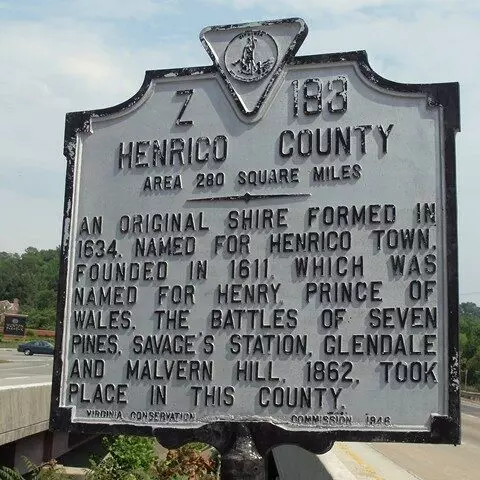 Z 183
HENRICO COUNTY
AREA 280 SQUARE MILES
AN ORIGINAL SHIRE FORMED IN
1634, NAMED FOR HENRICO TOWN,
FOUNDED IN 1611, WHICH WAS
NAMED FOR HENRY, PRINCE OF
WALES. THE BATTLES OF SEVEN
PINES, SAVAGE'S STATION, GLENDALE
AND MALVERN HILL, 1862, TOOK
PLACE IN THIS COUNTY.
VIRGINIA CONSERVATION COMMISSION 1946